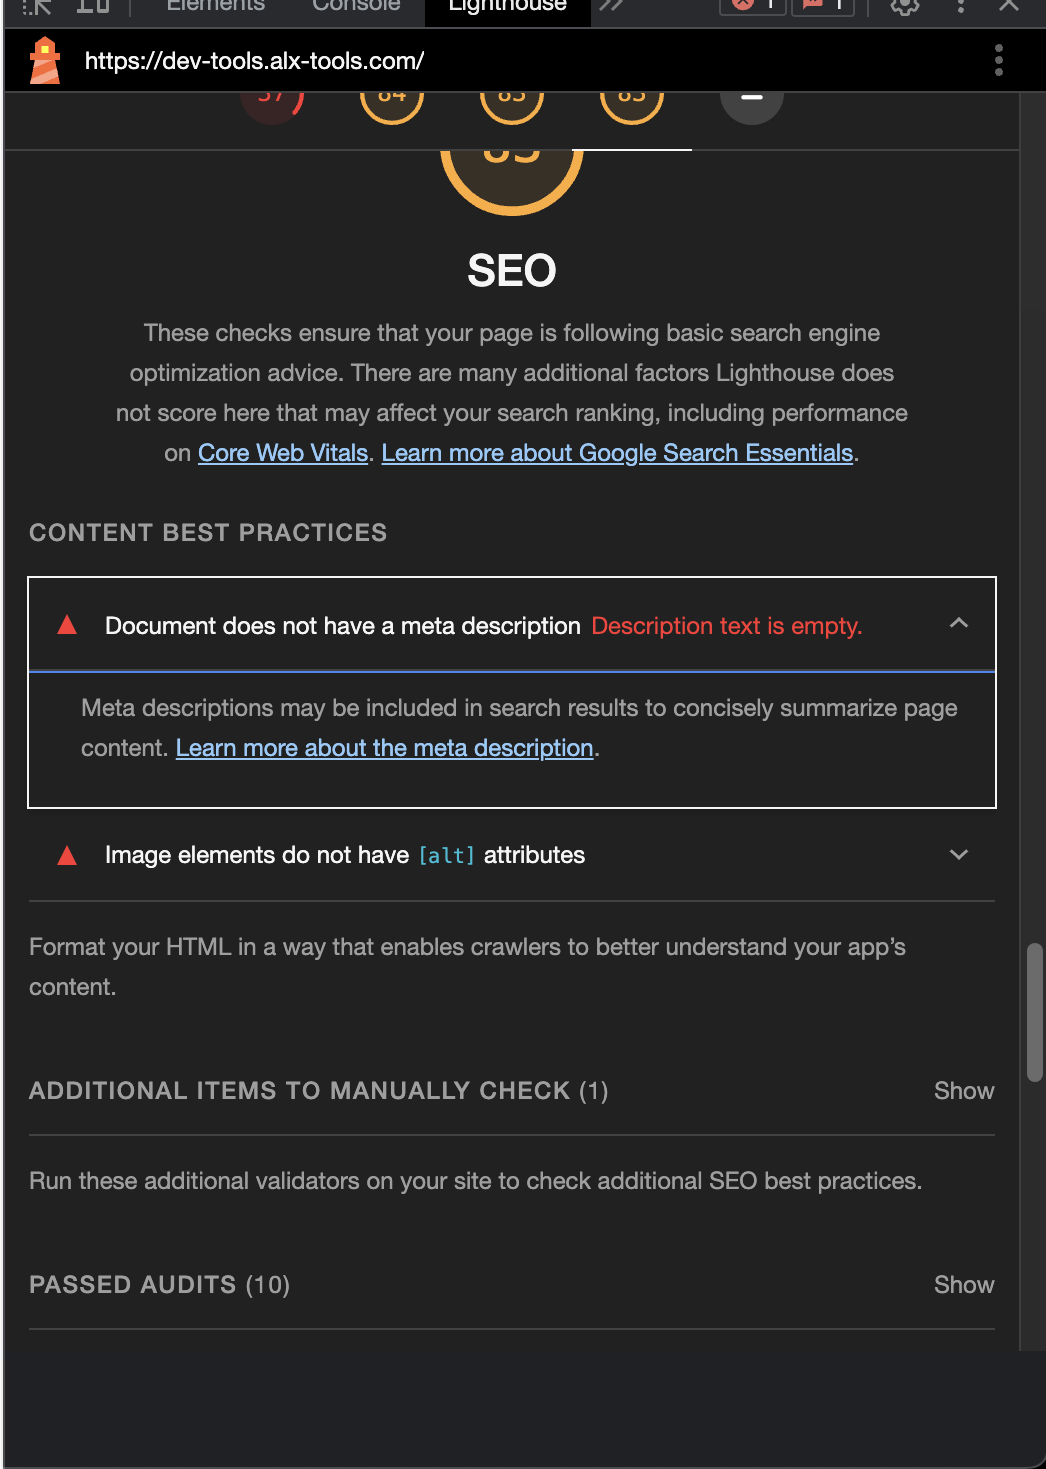 Elements Console Lighthouse 1 1
https://dev-tools.alx-tools.com/
57 84 83 83
83
SEO
These checks ensure that your page is following basic search engine
optimization advice. There are many additional factors Lighthouse does
not score here that may affect your search ranking, including performance
on Core Web Vitals. Learn more about Google Search Essentials.
CONTENT BEST PRACTICES
Document does not have a meta description Description text is empty.
Meta descriptions may be included in search results to concisely summarize page
content. Learn more about the meta description.
Image elements do not have [alt] attributes
Format your HTML in a way that enables crawlers to better understand your app's
content.
ADDITIONAL ITEMS TO MANUALLY CHECK (1) Show
Run these additional validators on your site to check additional SEO best practices.
PASSED AUDITS (10) Show